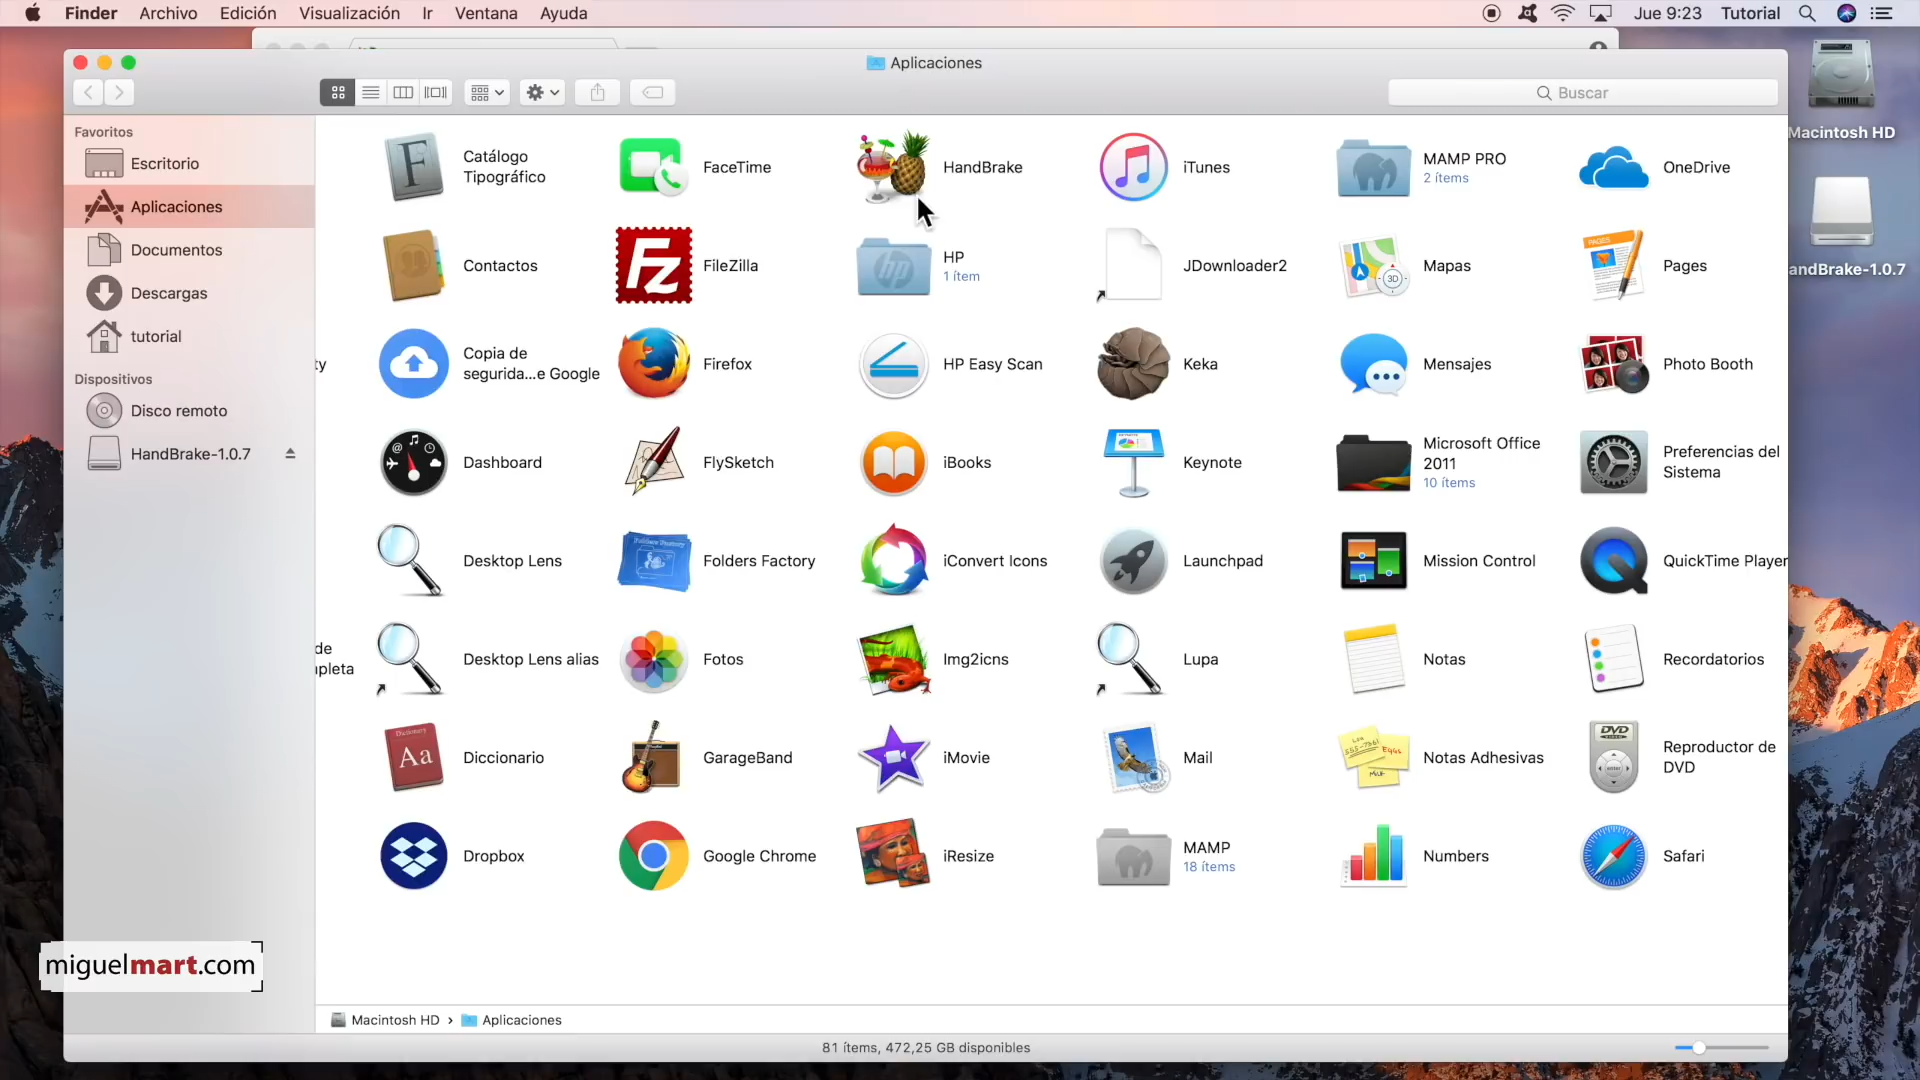 Finder Archivo Edición Visualización Ir Ventana Ayuda Jue 9:23 Tutorial
Aplicaciones
Buscar
Favoritos
Escritorio
Aplicaciones
Documentos
Descargas
tutorial
Dispositivos
Disco remoto
HandBrake-1.0.7
Catálogo
Tipográfico
FaceTime
HandBrake
iTunes
MAMP PRO
2 ítems
OneDrive
Contactos
FileZilla
HP
1 ítem
JDownloader2
Mapas
Pages
ty
Copia de
segurida...e Google
Firefox
HP Easy Scan
Keka
Mensajes
Photo Booth
Dashboard
FlySketch
iBooks
Keynote
Microsoft Office
2011
10 ítems
Preferencias del
Sistema
Desktop Lens
Folders Factory
iConvert Icons
Launchpad
Mission Control
QuickTime Player
de
mpleta
Desktop Lens alias
Fotos
Img2icns
Lupa
Notas
Recordatorios
Diccionario
GarageBand
iMovie
Mail
Notas Adhesivas
Reproductor de
DVD
Dropbox
Google Chrome
iResize
MAMP
18 ítems
Numbers
Safari
Macintosh HD
andBrake-1.0.7
miguelmart.com
Macintosh HD › Aplicaciones
81 ítems, 472,25 GB disponibles